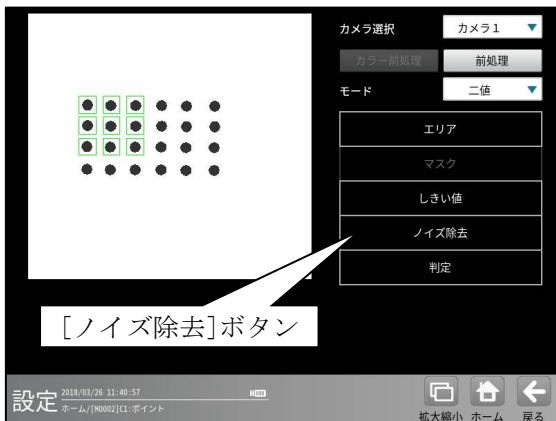 カメラ選択
カメラ1
カラー前処理
前処理
モード
二値
エリア
マスク
しきい値
ノイズ除去
判定
[ノイズ除去]ボタン
設定
2018/03/26 11:40:57
ホーム/[M0002]C1:ポイント
拡大縮小
ホーム
戻る